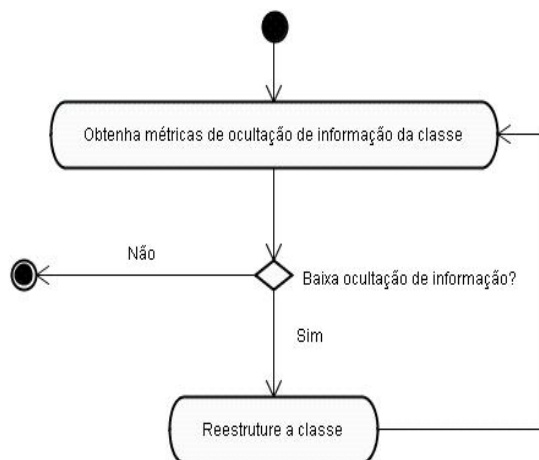 Obtenha métricas de ocultação de informação da classe
Não
Baixa ocultação de informação?
Sim
Reestruture a classe